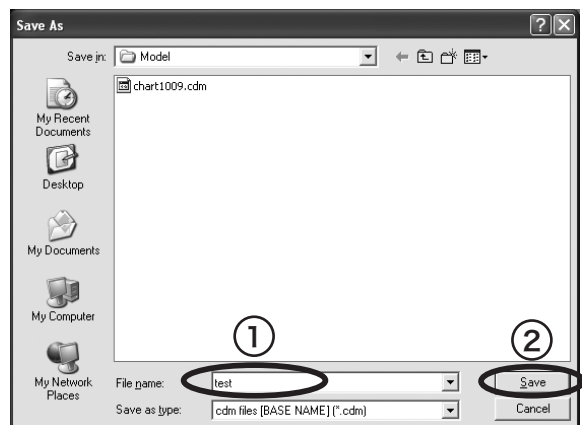 Save As
Save in: Model
chart1009.cdm
My Recent
Documents
Desktop
My Documents
My Computer
My Network
Places
1
2
File name: test Save
Save as type: cdm files [BASE NAME] (*.cdm) Cancel